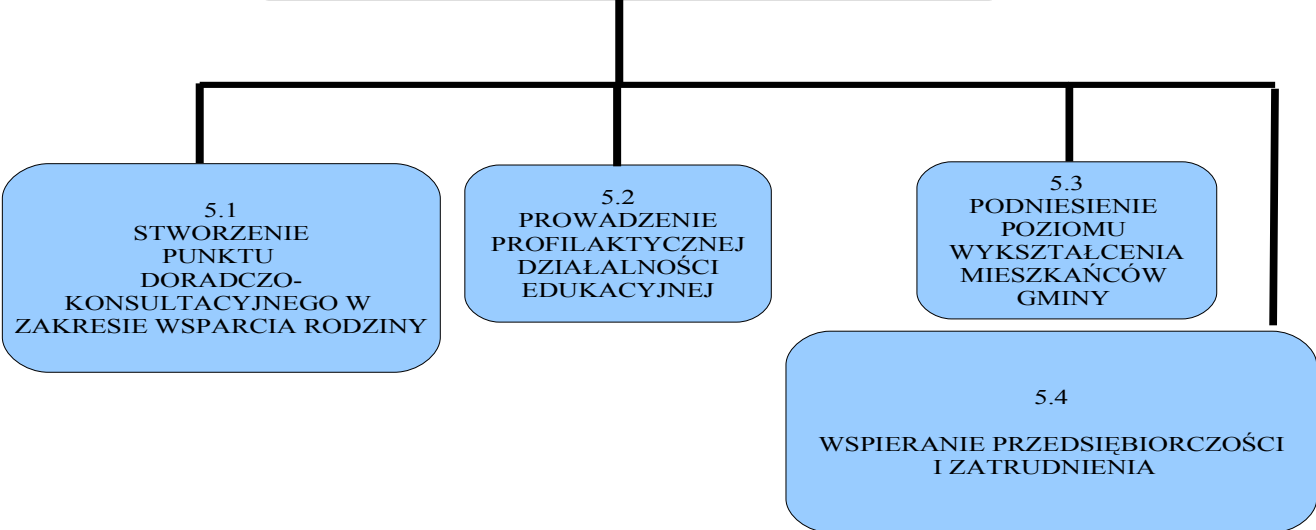 5.1
STWORZENIE
PUNKTU
DORADCZO-
KONSULTACYJNEGO W
ZAKRESIE WSPARCIA RODZINY
5.2
PROWADZENIE
PROFILAKTYCZNEJ
DZIAŁALNOŚCI
EDUKACYJNEJ
5.3
PODNIESIENIE
POZIOMU
WYKSZTAŁCENIA
MIESZKAŃCÓW
GMINY
5.4
WSPIERANIE PRZEDSIĘBIORCZOŚCI
I ZATRUDNIENIA